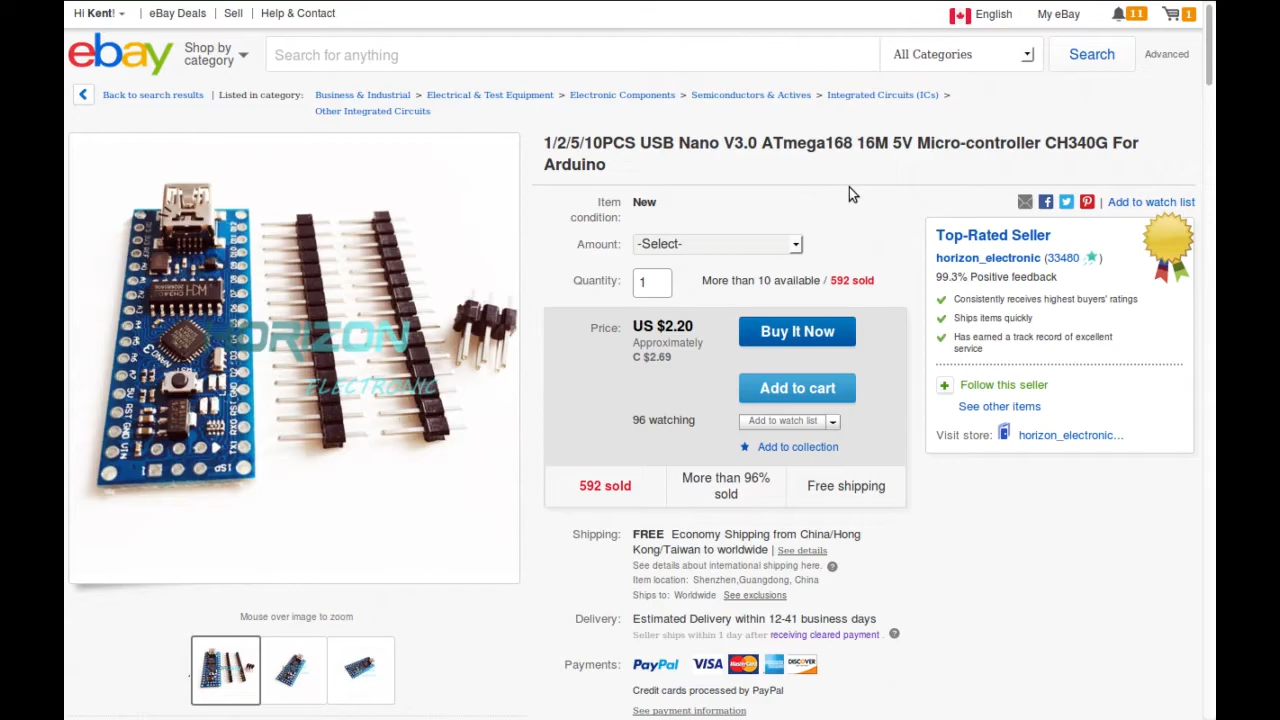 Hi Kent! | eBay Deals | Sell | Help & Contact
English My eBay 11 1
ebay Shop by category Search for anything All Categories Search Advanced
Back to search results | Listed in category: Business & Industrial > Electrical & Test Equipment > Electronic Components > Semiconductors & Actives > Integrated Circuits (ICs) >
Other Integrated Circuits
1/2/5/10PCS USB Nano V3.0 ATmega168 16M 5V Micro-controller CH340G For
Arduino
Item condition: New
| Add to watch list
Amount: -Select-
Quantity: 1 More than 10 available / 592 sold
Price: US $2.20 Buy It Now
Approximately
C $2.69
Add to cart
96 watching Add to watch list
Add to collection
592 sold More than 96% sold Free shipping
Top-Rated Seller
horizon_electronic (33480 )
99.3% Positive feedback
Consistently receives highest buyers' ratings
Ships items quickly
Has earned a track record of excellent
service
Follow this seller
See other items
Visit store: horizon_electronic...
Shipping: FREE Economy Shipping from China/Hong
Kong/Taiwan to worldwide | See details
See details about international shipping here.
Item location: Shenzhen,Guangdong, China
Ships to: Worldwide See exclusions
Delivery: Estimated Delivery within 12-41 business days
Seller ships within 1 day after receiving cleared payment .
Payments: PayPal VISA MasterCard DISCOVER
Credit cards processed by PayPal
See payment information
HORIZON
ELECTRONIC
5V
RST
GND
VIN
Mouse over image to zoom